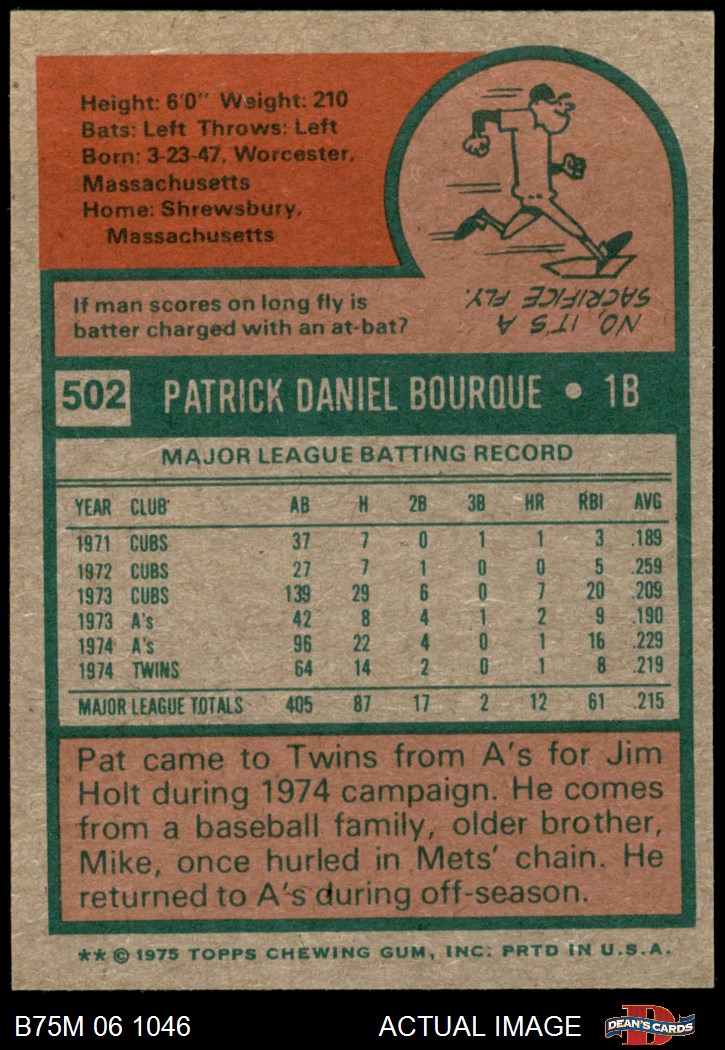 Height: 6'0" Weight: 210
Bats: Left Throws: Left
Born: 3-23-47, Worcester,
Massachusetts
Home: Shrewsbury,
Massachusetts
If man scores on long fly is
batter charged with an at-bat?
NO, IT'S A
SACRIFICE FLY.
502 PATRICK DANIEL BOURQUE • 1B
MAJOR LEAGUE BATTING RECORD
YEAR CLUB AB H 2B 3B HR RBI AVG
1971 CUBS 37 7 0 1 1 3 .189
1972 CUBS 27 7 1 0 0 5 .259
1973 CUBS 139 29 6 0 7 20 .209
1973 A's 42 8 4 1 2 9 .190
1974 A's 96 22 4 0 1 16 .229
1974 TWINS 64 14 2 0 1 8 .219
MAJOR LEAGUE TOTALS 405 87 17 2 12 61 .215
Pat came to Twins from A's for Jim
Holt during 1974 campaign. He comes
from a baseball family, older brother,
Mike, once hurled in Mets' chain. He
returned to A's during off-season.
** © 1975 TOPPS CHEWING GUM, INC. PRTD IN U.S.A.
B75M 06 1046 ACTUAL IMAGE D DEAN'S CARDS